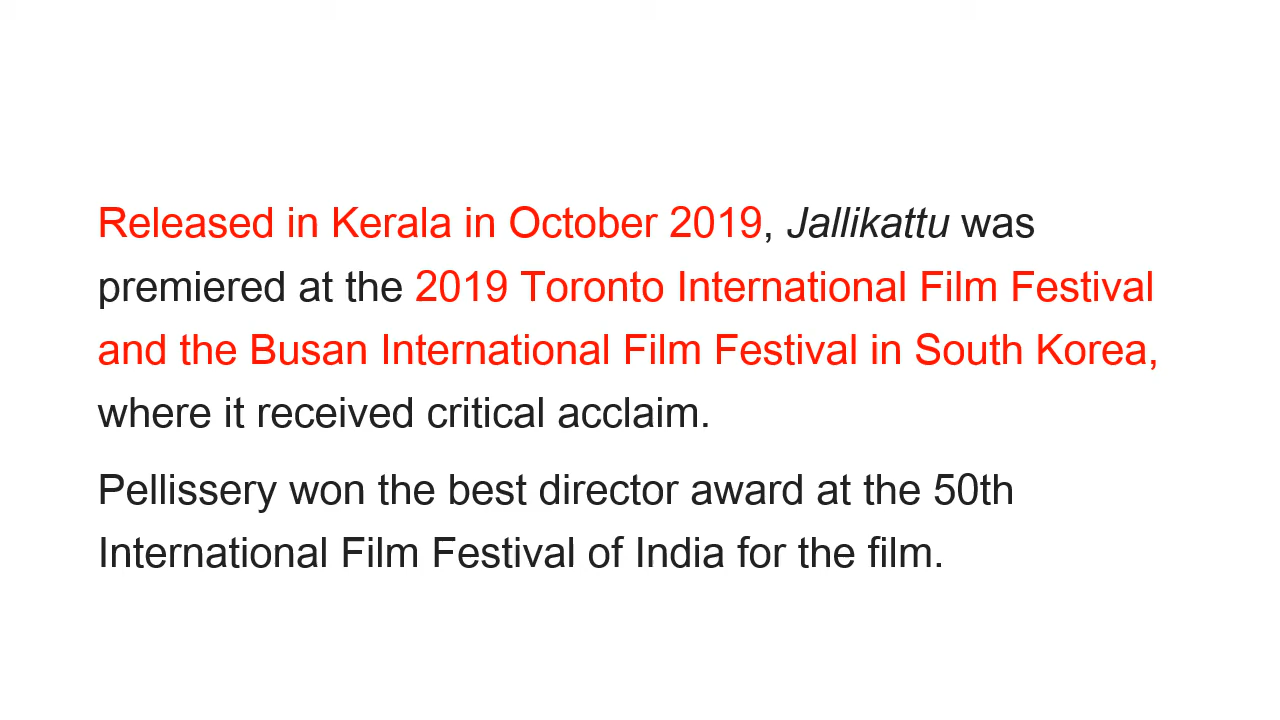 Released in Kerala in October 2019, Jallikattu was
premiered at the 2019 Toronto International Film Festival
and the Busan International Film Festival in South Korea,
where it received critical acclaim.
Pellissery won the best director award at the 50th
International Film Festival of India for the film.